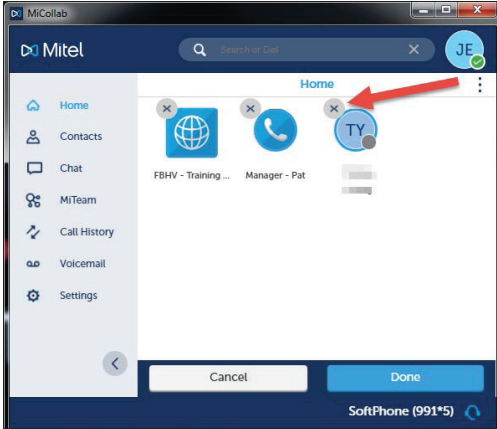 MiCollab
Mitel
Search or Dial
JE
Home
Home
Contacts
Chat
MiTeam
Call History
Voicemail
Settings
TY
FBHV - Training ...
Manager - Pat
Cancel
Done
SoftPhone (991*5)